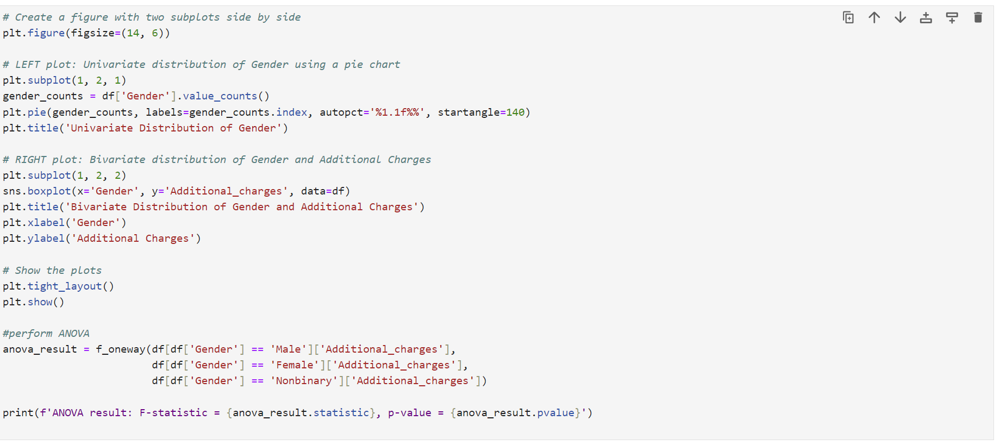 # Create a figure with two subplots side by side
plt.figure(figsize=(14, 6))
# LEFT plot: Univariate distribution of Gender using a pie chart
plt.subplot(1, 2, 1)
gender_counts = df['Gender'].value_counts()
plt.pie(gender_counts, labels=gender_counts.index, autopct='%1.1f%%', startangle=140)
plt.title('Univariate Distribution of Gender')
# RIGHT plot: Bivariate distribution of Gender and Additional Charges
plt.subplot(1, 2, 2)
sns.boxplot(x='Gender', y='Additional_charges', data=df)
plt.title('Bivariate Distribution of Gender and Additional Charges')
plt.xlabel('Gender')
plt.ylabel('Additional Charges')
# Show the plots
plt.tight_layout()
plt.show()
#perform ANOVA
anova_result = f_oneway(df[df['Gender'] == 'Male']['Additional_charges'],
                        df[df['Gender'] == 'Female']['Additional_charges'],
                        df[df['Gender'] == 'Nonbinary']['Additional_charges'])
print(f'ANOVA result: F-statistic = {anova_result.statistic}, p-value = {anova_result.pvalue}')